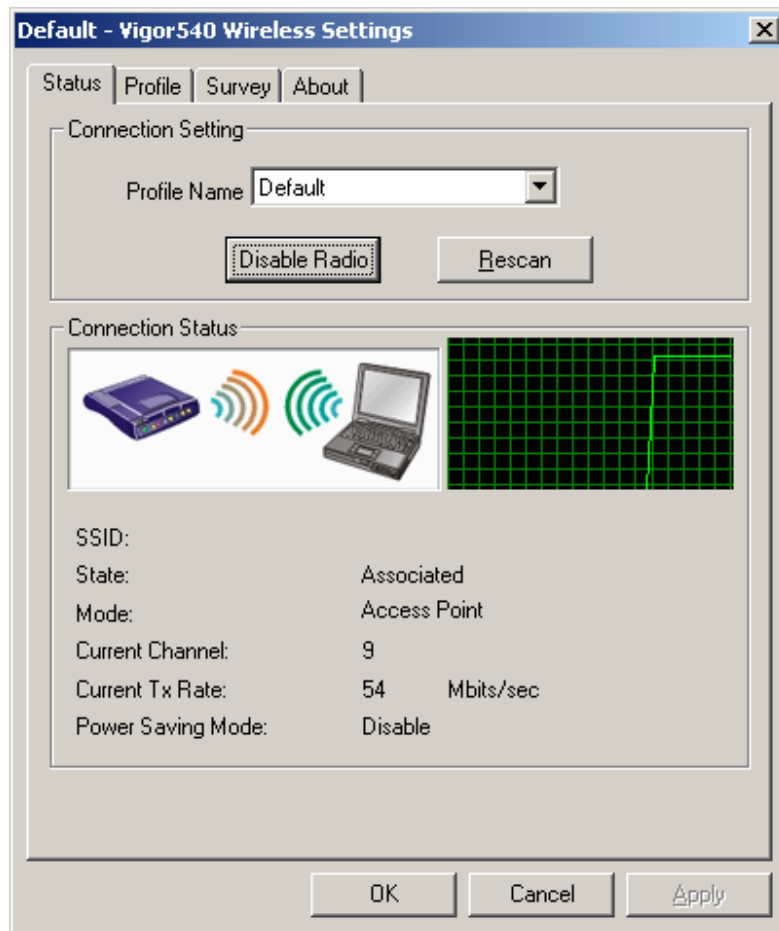 Default - Vigor540 Wireless Settings
Status Profile Survey About
Connection Setting
Profile Name Default
Disable Radio Rescan
Connection Status
SSID:
State: Associated
Mode: Access Point
Current Channel: 9
Current Tx Rate: 54 Mbits/sec
Power Saving Mode: Disable
OK Cancel Apply